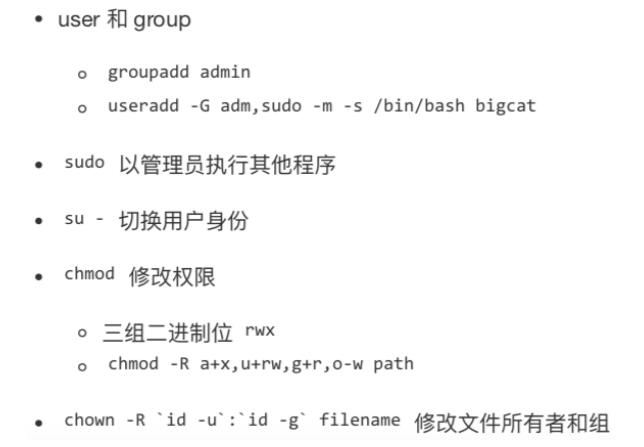 • user 和 group
◦ groupadd admin
◦ useradd -G adm,sudo -m -s /bin/bash bigcat
• sudo 以管理员执行其他程序
• su - 切换用户身份
• chmod 修改权限
◦ 三组二进制位 rwx
◦ chmod -R a+x,u+rw,g+r,o-w path
• chown -R `id -u`:`id -g` filename 修改文件所有者和组